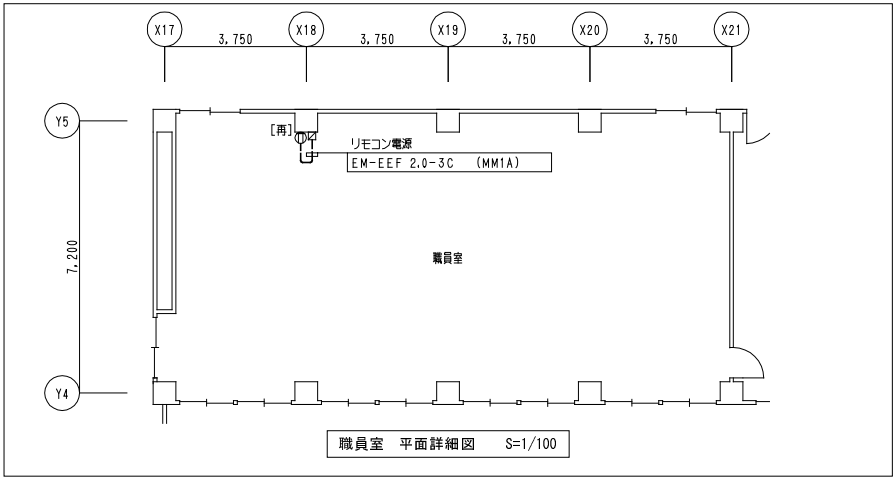 X17 X18 X19 X20 X21
3,750 3,750 3,750 3,750
Y5
[再]
リモコン電源
EM-EEF 2.0-3C (MM1A)
7,200
職員室
Y4
職員室 平面詳細図 S=1/100